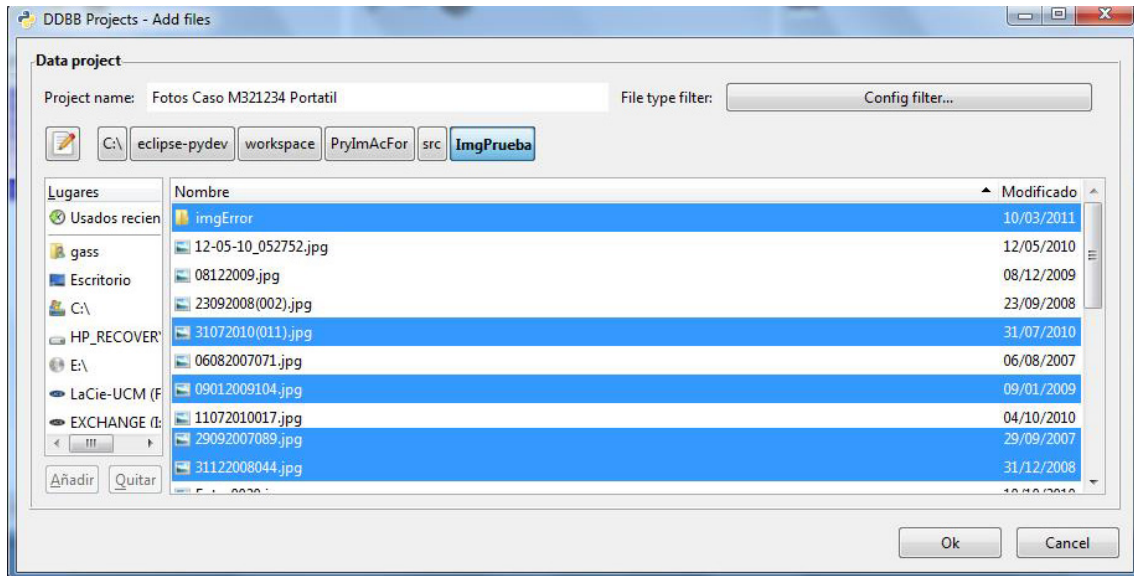 DDBB Projects - Add files
Data project
Project name: Fotos Caso M321234 Portatil File type filter: Config filter...
C:\ eclipse-pydev workspace PryImAcFor src ImgPrueba
Lugares Nombre Modificado
Usados recien imgError 10/03/2011
12-05-10_052752.jpg 12/05/2010
gass
08122009.jpg 08/12/2009
Escritorio
23092008(002).jpg 23/09/2008
C:\
31072010(011).jpg 31/07/2010
HP_RECOVER
06082007071.jpg 06/08/2007
E:\
09012009104.jpg 09/01/2009
LaCie-UCM (F
11072010017.jpg 04/10/2010
EXCHANGE (I:
29092007089.jpg 29/09/2007
31122008044.jpg 31/12/2008
Añadir Quitar
Ok Cancel